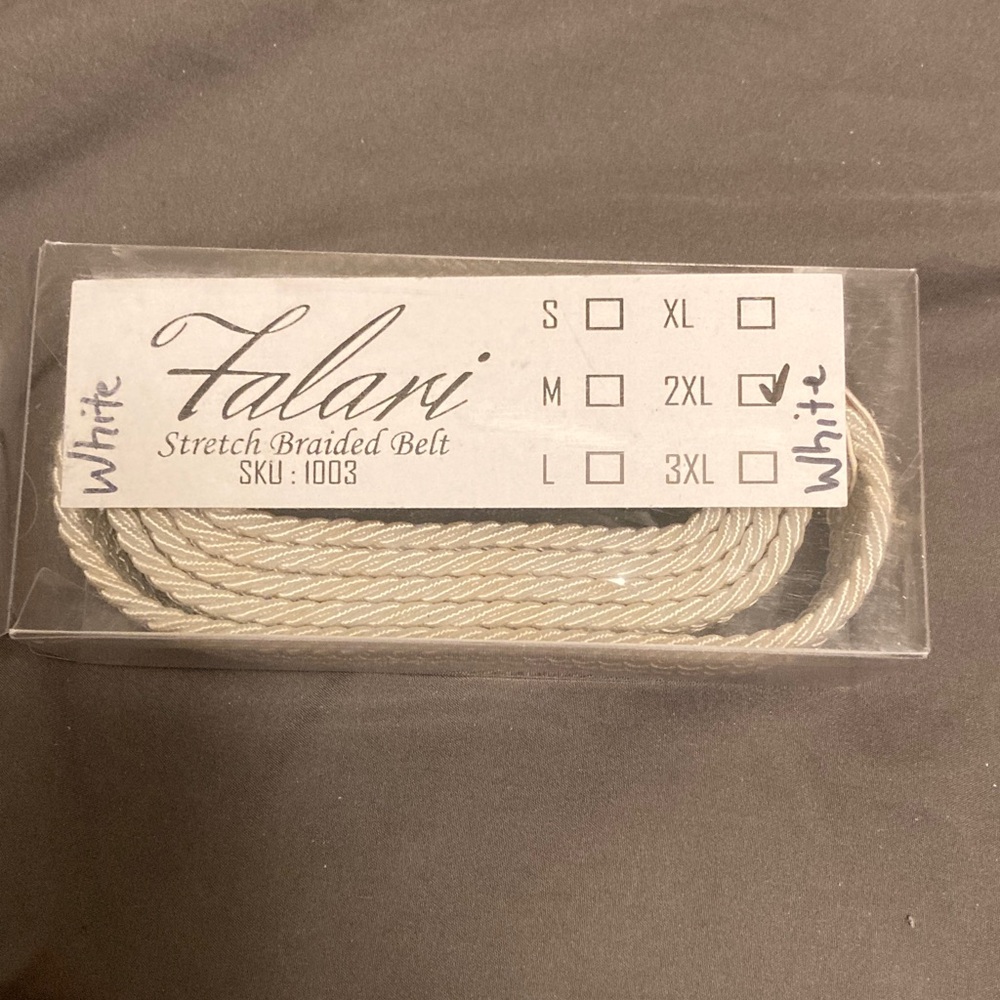 Falari
Stretch Braided Belt
SKU : 1003
S
XL
M
2XL
L
3XL
White
White